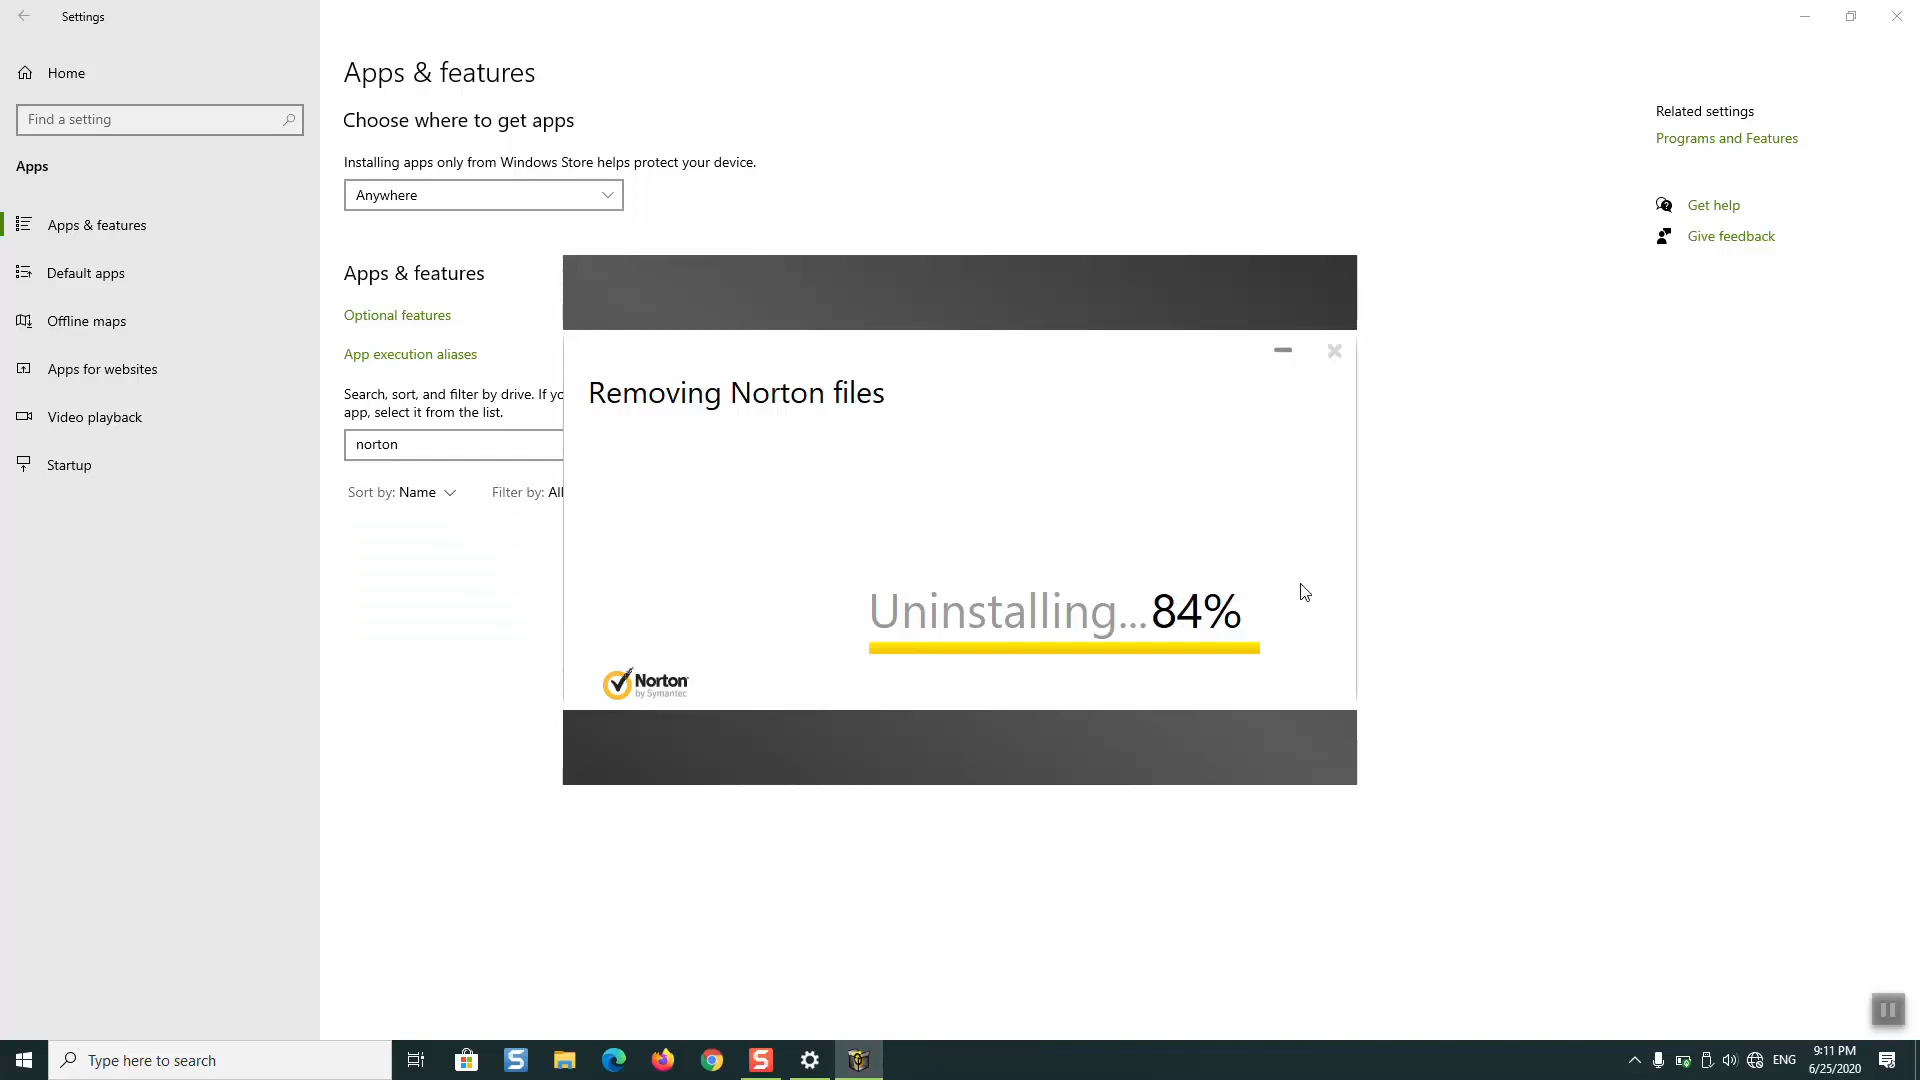 Settings
Home
Find a setting
Apps
Apps & features
Default apps
Offline maps
Apps for websites
Video playback
Startup
Apps & features
Choose where to get apps
Installing apps only from Windows Store helps protect your device.
Anywhere
Apps & features
Optional features
App execution aliases
Search, sort, and filter by drive. If yo
app, select it from the list.
norton
Sort by: Name
Filter by: All
Related settings
Programs and Features
Get help
Give feedback
Removing Norton files
Uninstalling...84%
Norton
by Symantec
Type here to search
ENG
9:11 PM
6/25/2020